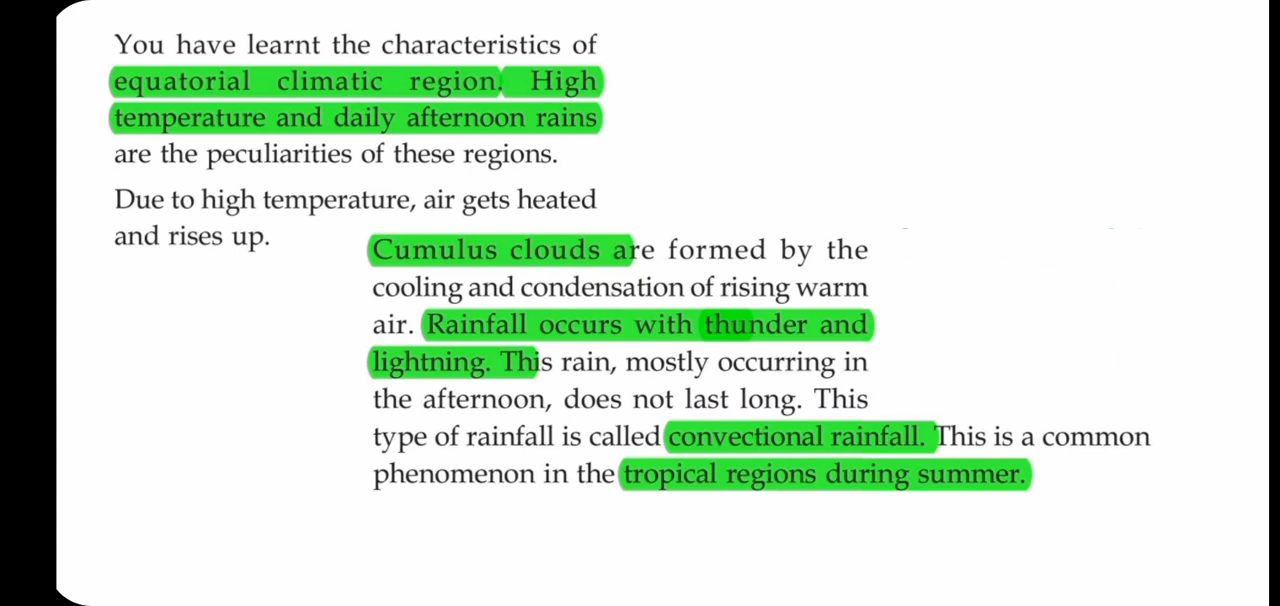 You have learnt the characteristics of
equatorial climatic region. High
temperature and daily afternoon rains
are the peculiarities of these regions.
Due to high temperature, air gets heated
and rises up.
Cumulus clouds are formed by the
cooling and condensation of rising warm
air. Rainfall occurs with thunder and
lightning. This rain, mostly occurring in
the afternoon, does not last long. This
type of rainfall is called convectional rainfall. This is a common
phenomenon in the tropical regions during summer.